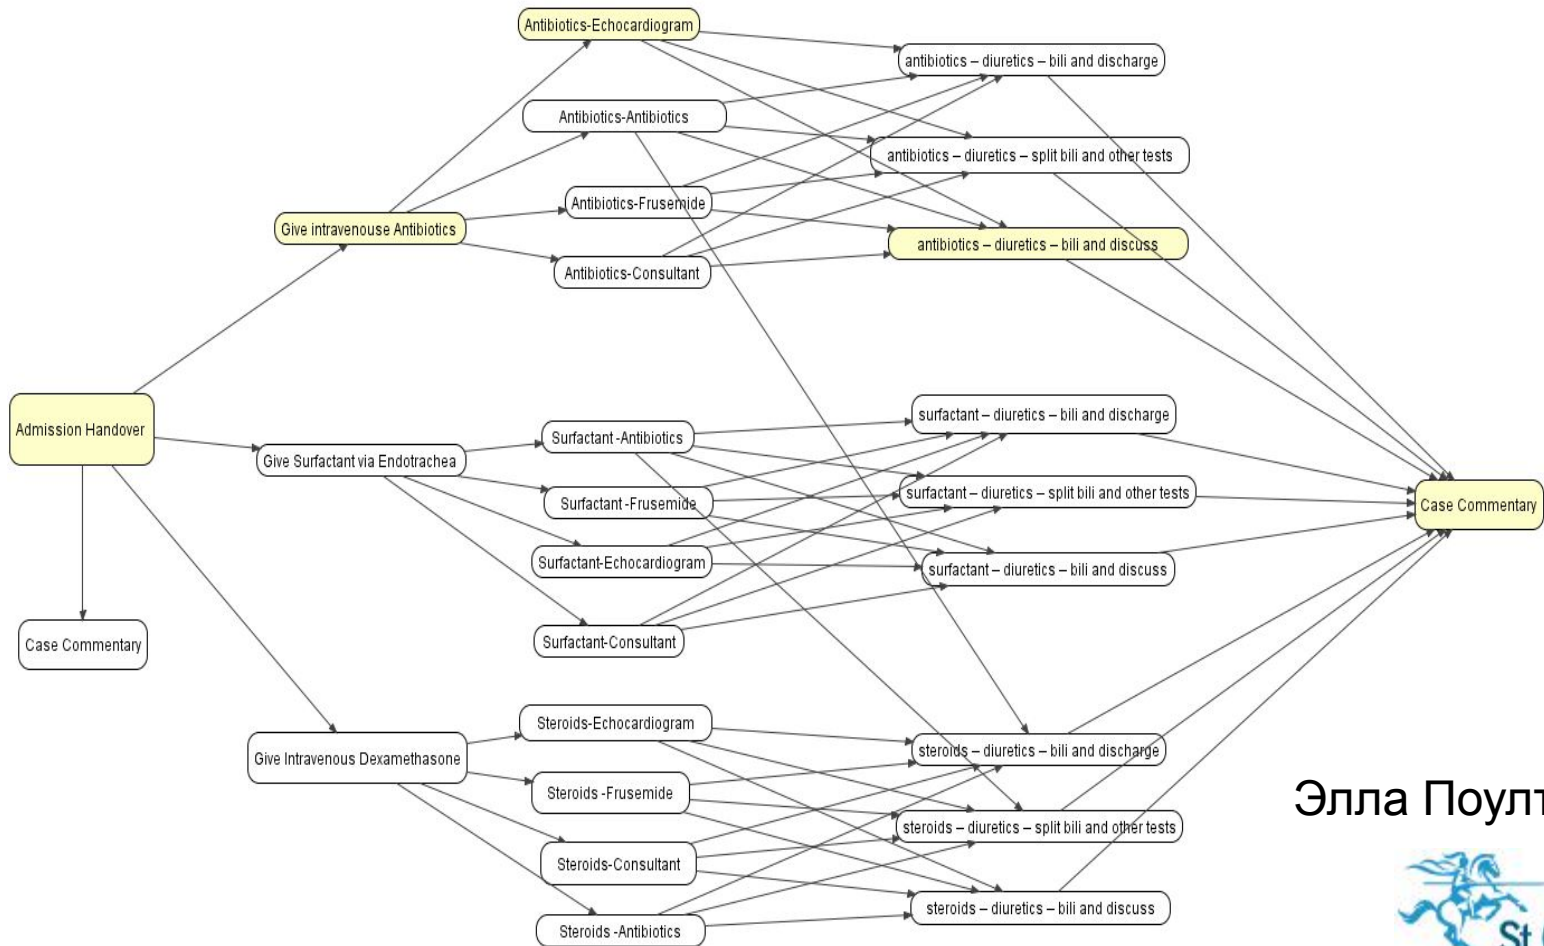 Antibiotics-Echocardiogram
antibiotics – diuretics – bili and discharge
Antibiotics-Antibiotics
antibiotics – diuretics – split bili and other tests
Antibiotics-Frusemide
Give intravenouse Antibiotics
antibiotics – diuretics – bili and discuss
Antibiotics-Consultant
Admission Handover
surfactant – diuretics – bili and discharge
Surfactant -Antibiotics
Give Surfactant via Endotrachea
surfactant – diuretics – split bili and other tests
Surfactant -Frusemide
Case Commentary
Surfactant-Echocardiogram
surfactant – diuretics – bili and discuss
Surfactant-Consultant
Case Commentary
Steroids-Echocardiogram
steroids – diuretics – bili and discharge
Give Intravenous Dexamethasone
Steroids -Frusemide
Элла Поулт
steroids – diuretics – split bili and other tests
Steroids-Consultant
steroids – diuretics – bili and discuss
Steroids -Antibiotics
St